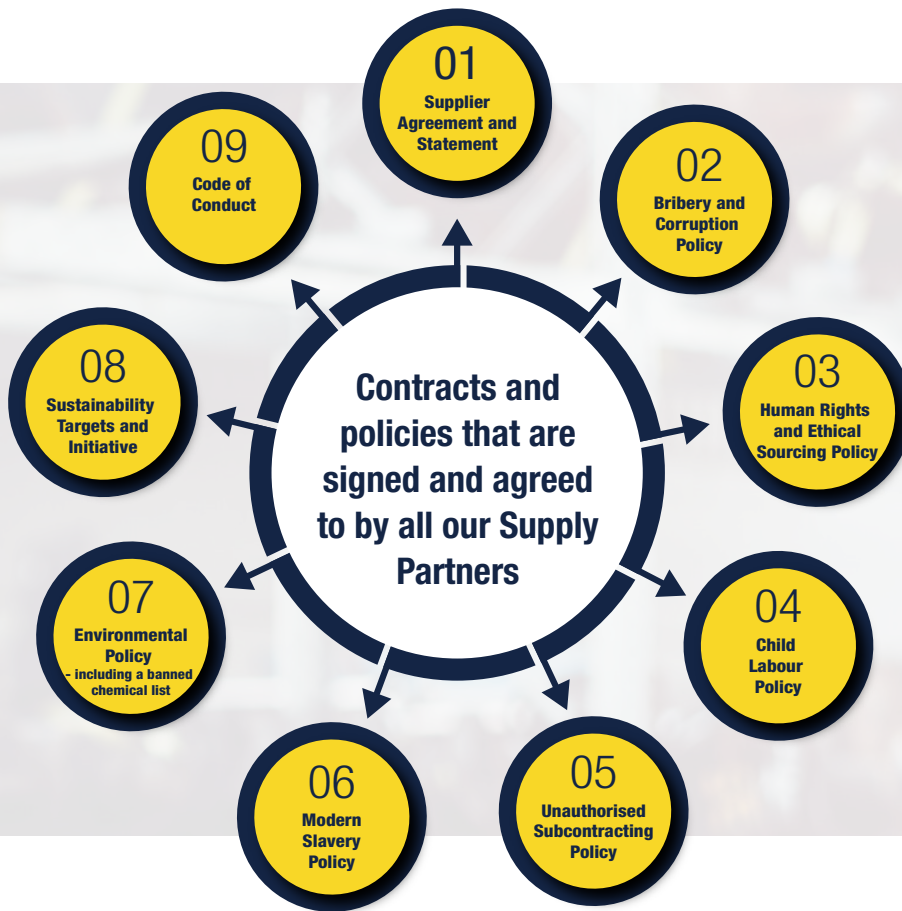 Contracts and
policies that are
signed and agreed
to by all our Supply
Partners
01
Supplier
Agreement and
Statement
02
Bribery and
Corruption
Policy
03
Human Rights
and Ethical
Sourcing Policy
04
Child
Labour
Policy
05
Unauthorised
Subcontracting
Policy
06
Modern
Slavery
Policy
07
Environmental
Policy
- including a banned
chemical list
08
Sustainability
Targets and
Initiative
09
Code of
Conduct